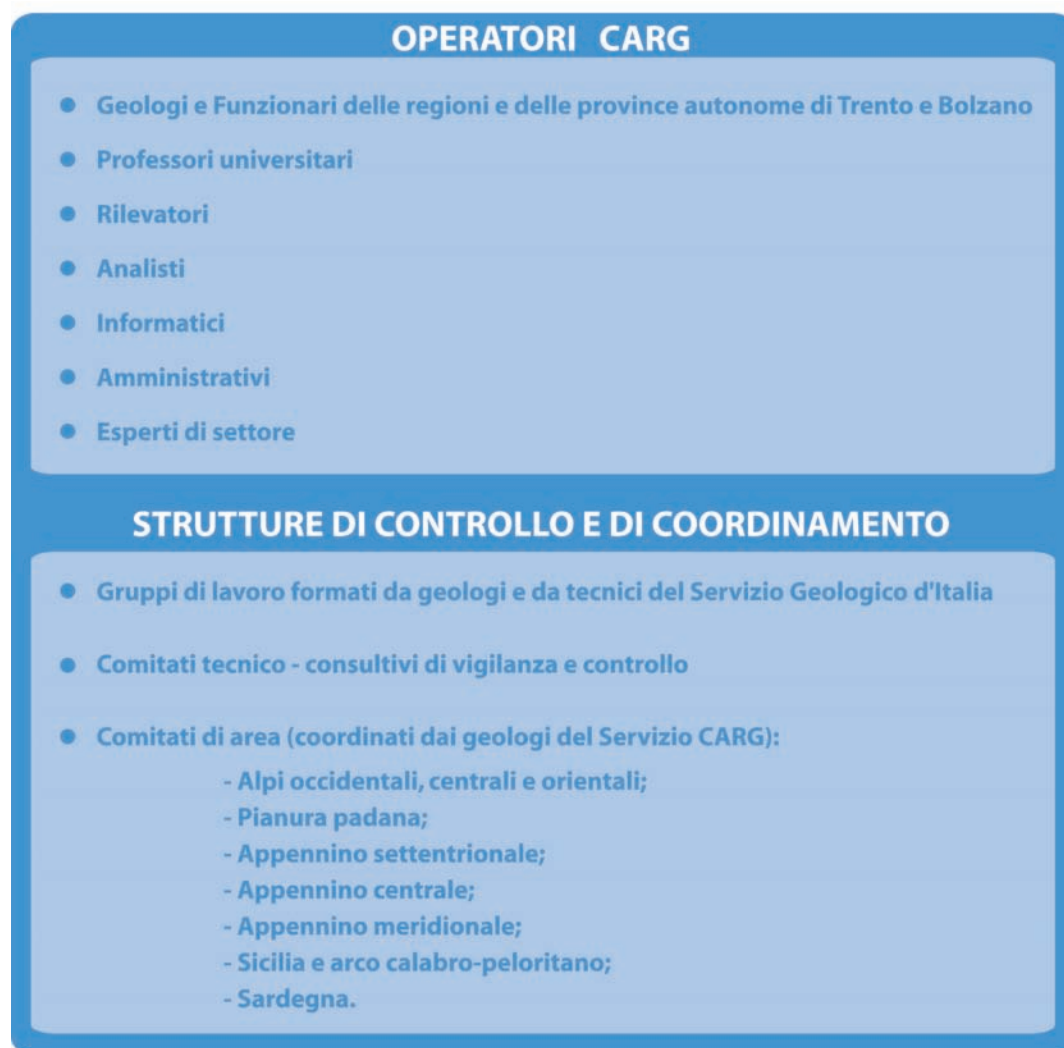 OPERATORI CARG
● Geologi e Funzionari delle regioni e delle province autonome di Trento e Bolzano
● Professori universitari
● Rilevatori
● Analisti
● Informatici
● Amministrativi
● Esperti di settore
STRUTTURE DI CONTROLLO E DI COORDINAMENTO
● Gruppi di lavoro formati da geologi e da tecnici del Servizio Geologico d'Italia
● Comitati tecnico - consultivi di vigilanza e controllo
● Comitati di area (coordinati dai geologi del Servizio CARG):
- Alpi occidentali, centrali e orientali;
- Pianura padana;
- Appennino settentrionale;
- Appennino centrale;
- Appennino meridionale;
- Sicilia e arco calabro-peloritano;
- Sardegna.